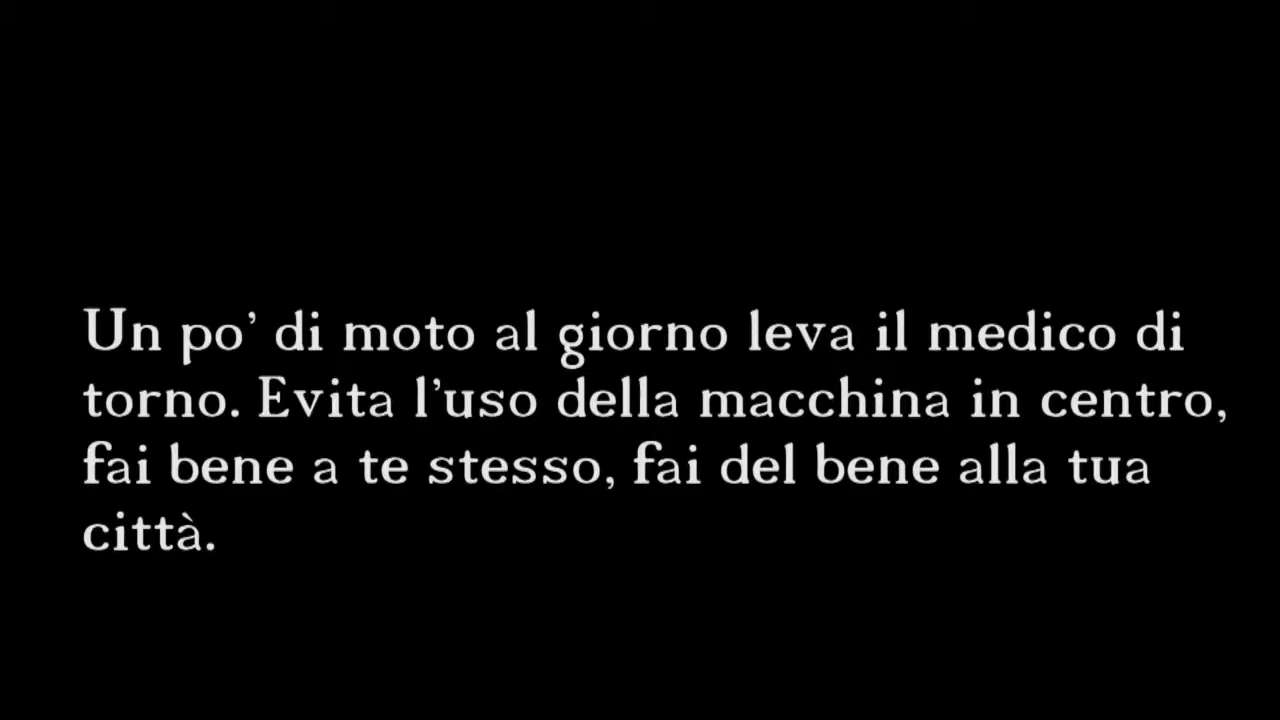 Un po’ di moto al giorno leva il medico di
torno. Evita l’uso della macchina in centro,
fai bene a te stesso, fai del bene alla tua
città.